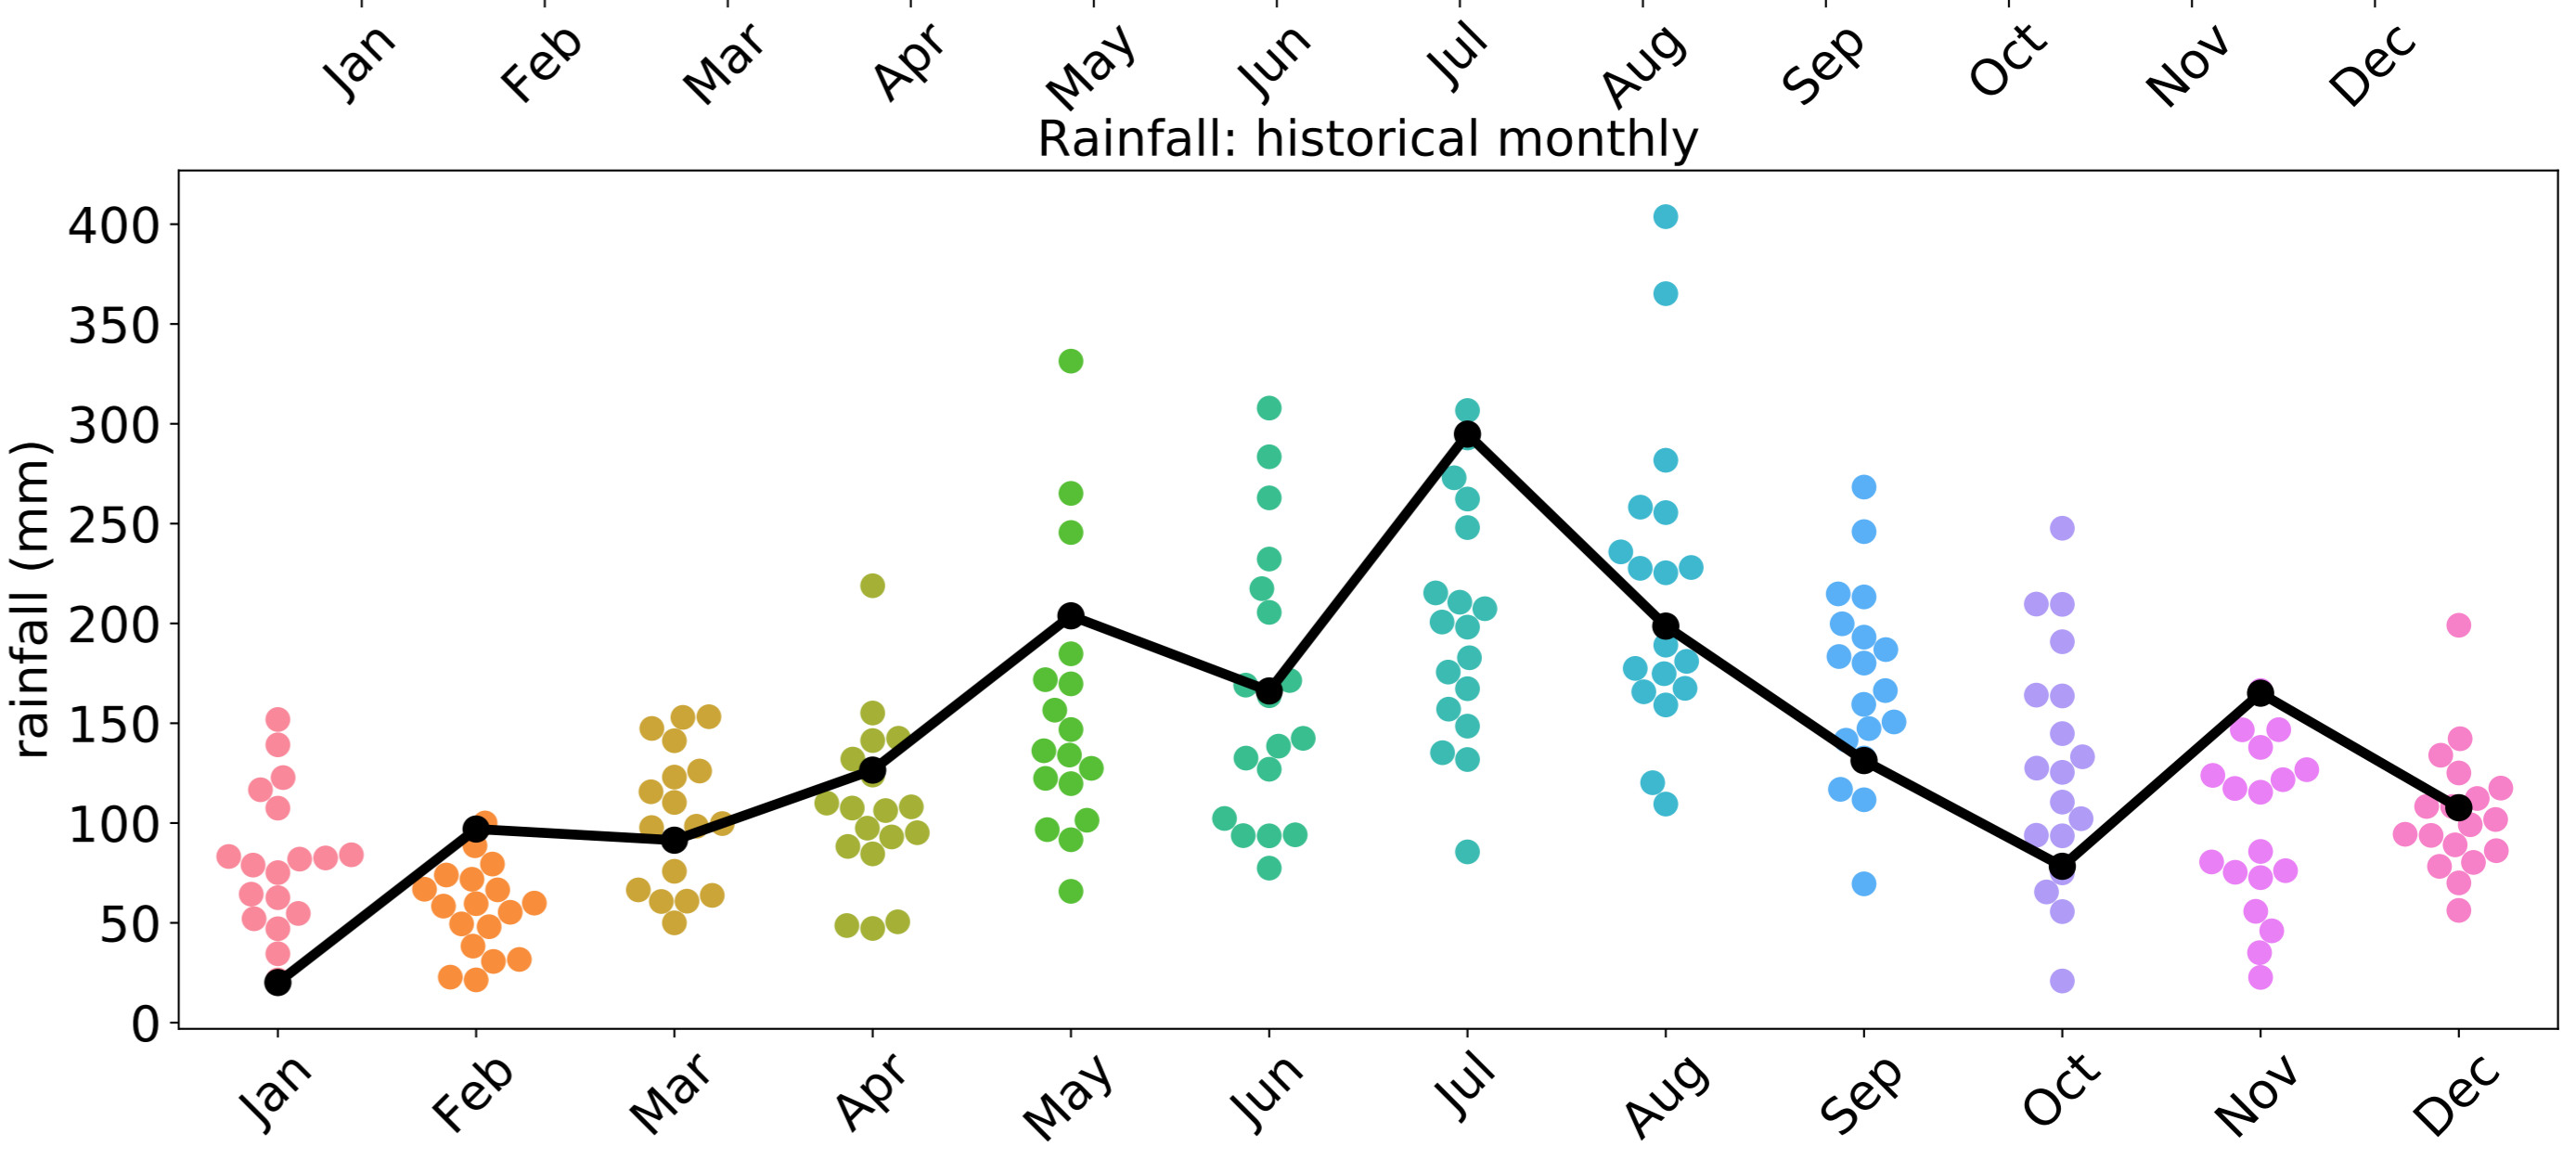 Jan Feb Mar Apr May Jun Jul Aug Sep Oct Nov Dec
Rainfall: historical monthly
400
350
300
250
200
150
100
50
0
rainfall (mm)
Jan Feb Mar Apr May Jun Jul Aug Sep Oct Nov Dec